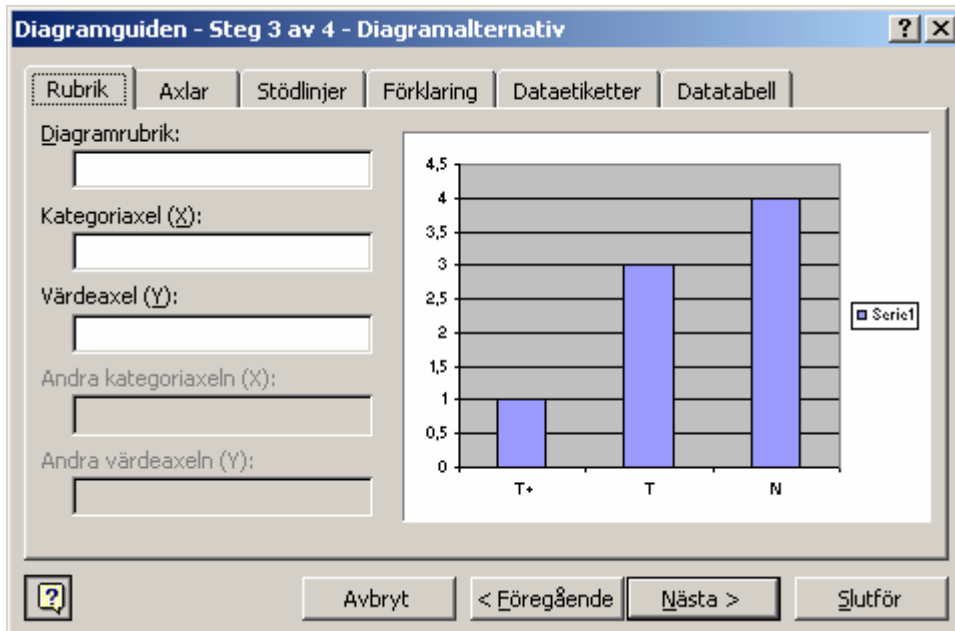 Diagramguiden - Steg 3 av 4 - Diagramalternativ
Rubrik Axlar Stödlinjer Förklaring Dataetiketter Datatabell
Diagramrubrik:
Kategoriaxel (X):
Värdeaxel (Y):
Andra kategoriaxeln (X):
Andra värdeaxeln (Y):
4,5
4
3,5
3
2,5
2
1,5
1
0,5
0
T+ T N
Serie1
Avbryt < Föregående Nästa > Slutför